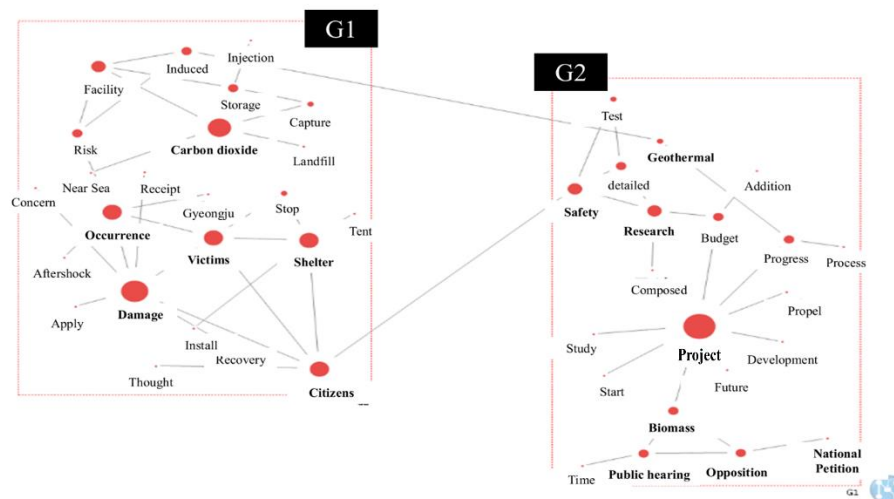 G1
Injection
Induced
Facility
Storage
Capture
Risk
Carbon dioxide
Landfill
Near Sea
Receipt
Concern
Gyeongju
Stop
Tent
Occurrence
Victims
Shelter
Aftershock
Damage
Apply
Install
Recovery
Thought
Citizens
G2
Test
Geothermal
detailed
Addition
Safety
Research
Budget
Progress
Process
Composed
Propel
Study
Project
Development
Start
Future
Biomass
National
Petition
Time
Public hearing
Opposition
G1